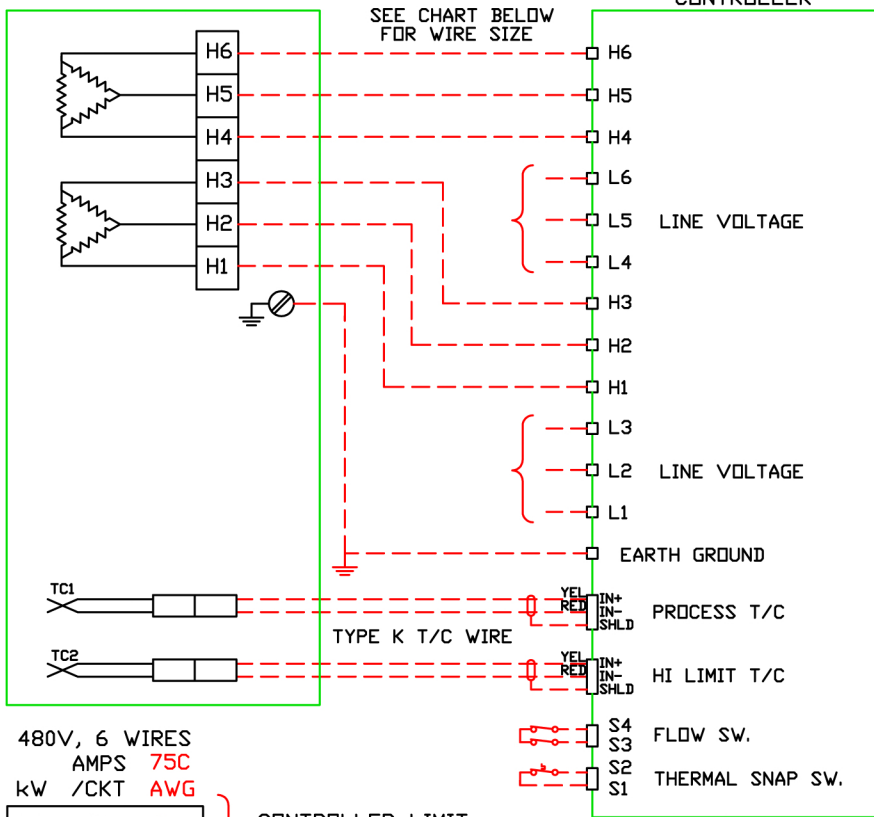 SEE CHART BELOW
FOR WIRE SIZE
H6
H5
H4
H3
H2
H1
H6
H5
H4
L6
L5 LINE VOLTAGE
L4
H3
H2
H1
L3
L2 LINE VOLTAGE
L1
EARTH GROUND
TC1
YEL
RED
IN+
IN-
SHLD
PROCESS T/C
TYPE K T/C WIRE
TC2
YEL
RED
IN+
IN-
SHLD
HI LIMIT T/C
S4
S3
FLOW SW.
S2
S1
THERMAL SNAP SW.
480V, 6 WIRES
AMPS 75C
kW /CKT AWG